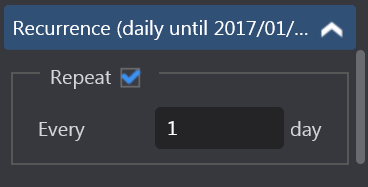 Recurrence (daily until 2017/01/...
Repeat
Every 1 day